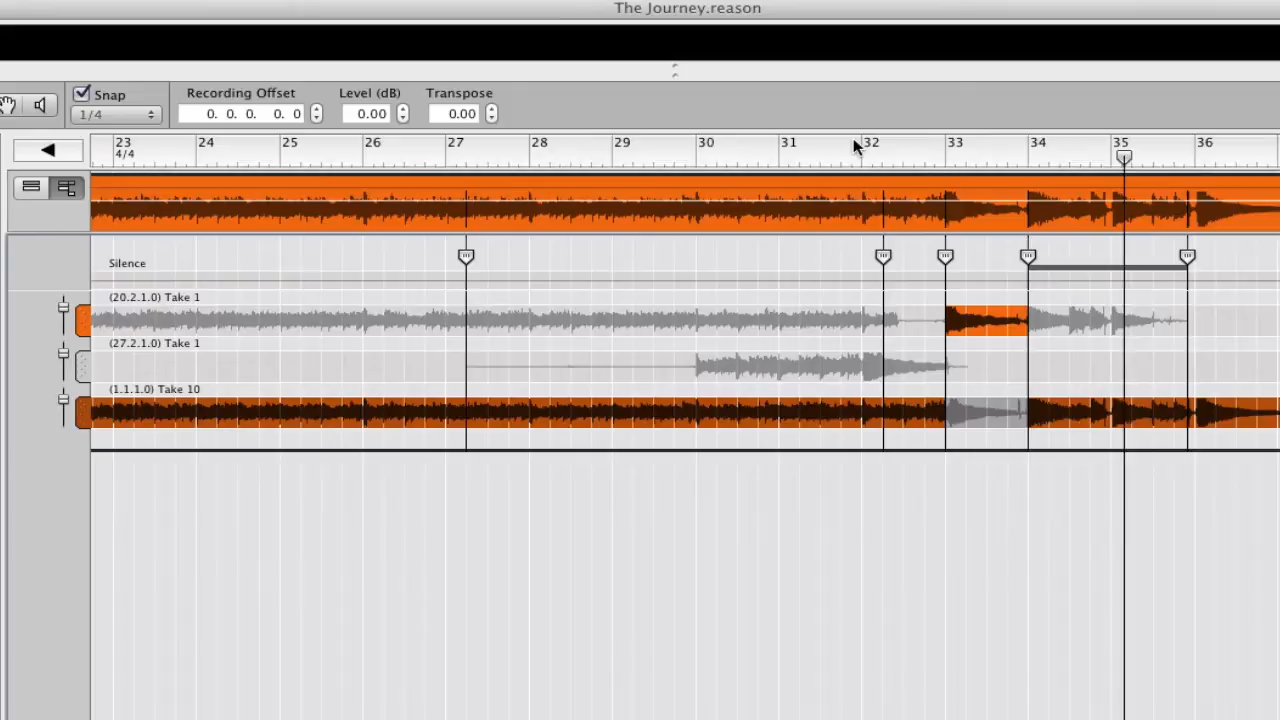 The Journey.reason
Snap
Recording Offset
Level (dB)
Transpose
1/4
0. 0. 0. 0. 0
0.00
0.00
23 24 25 26 27 28 29 30 31 32 33 34 35 36
4/4
Silence
(20.2.1.0) Take 1
(27.2.1.0) Take 1
(1.1.1.0) Take 10